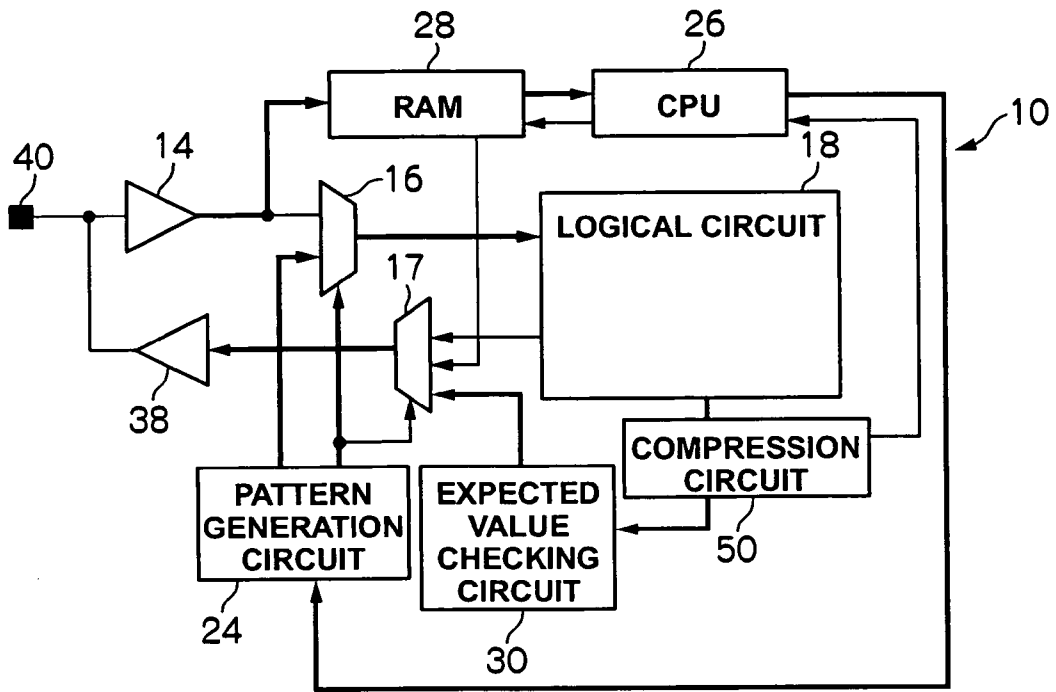 28
26
RAM
CPU
10
40
14
16
18
LOGICAL CIRCUIT
17
38
COMPRESSION
CIRCUIT
PATTERN
GENERATION
CIRCUIT
EXPECTED
VALUE
CHECKING
CIRCUIT
50
24
30